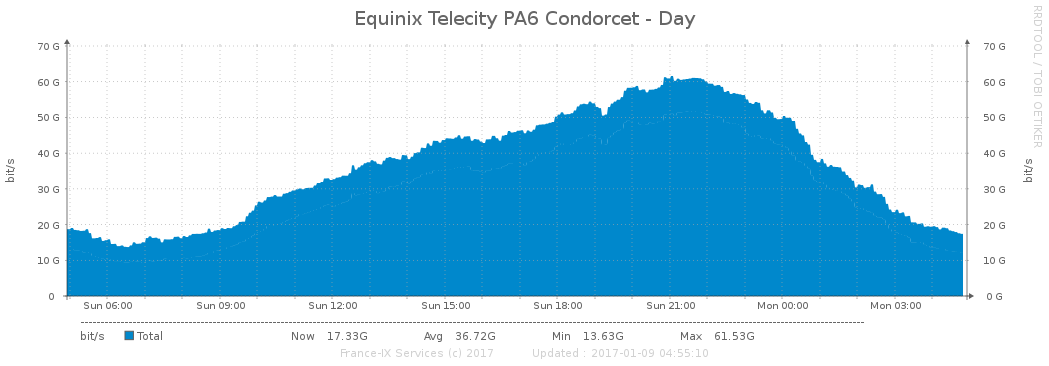 Equinix Telecity PA6 Condorcet - Day
RRDTOOL / TOBI OETIKER
bit/s
bit/s
70 G 70 G
60 G 60 G
50 G 50 G
40 G 40 G
30 G 30 G
20 G 20 G
10 G 10 G
0 0 G
Sun 06:00 Sun 09:00 Sun 12:00 Sun 15:00 Sun 18:00 Sun 21:00 Mon 00:00 Mon 03:00
bit/s Total Now 17.33G Avg 36.72G Min 13.63G Max 61.53G
France-IX Services (c) 2017 Updated : 2017-01-09 04:55:10